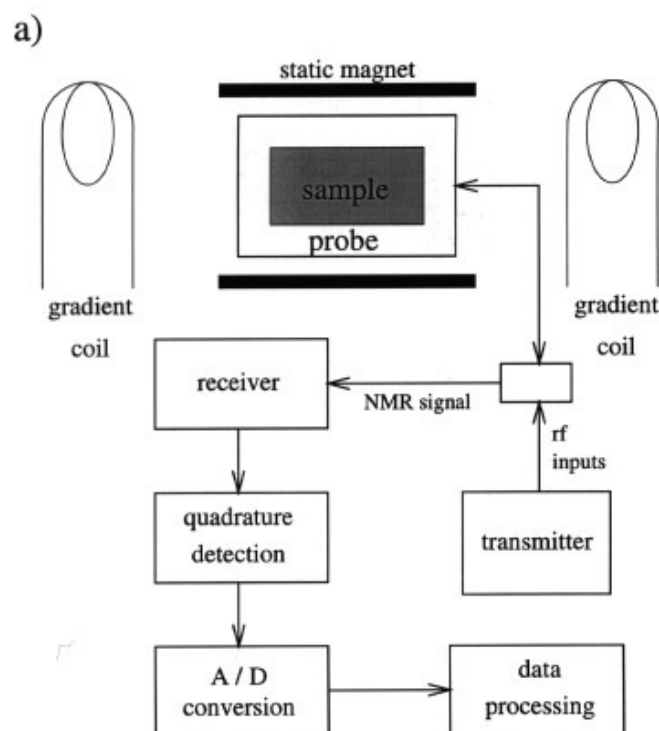 a)
static magnet
sample
probe
gradient
coil
gradient
coil
receiver
NMR signal
rf
inputs
quadrature
detection
transmitter
A / D
conversion
data
processing